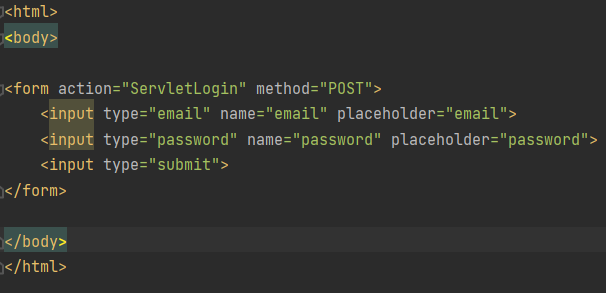 <html>
<body>
<form action="ServletLogin" method="POST">
<input type="email" name="email" placeholder="email">
<input type="password" name="password" placeholder="password">
<input type="submit">
</form>
</body>
</html>